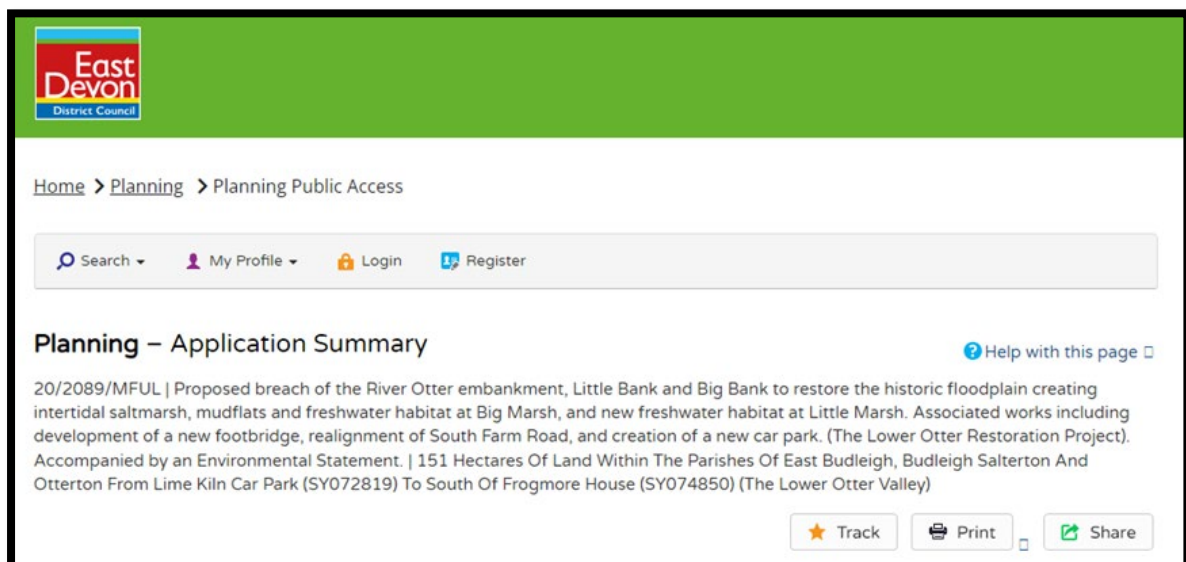 East
Devon
District Council
Home > Planning > Planning Public Access
Search My Profile Login Register
Planning – Application Summary
Help with this page
20/2089/MFUL | Proposed breach of the River Otter embankment, Little Bank and Big Bank to restore the historic floodplain creating
intertidal saltmarsh, mudflats and freshwater habitat at Big Marsh, and new freshwater habitat at Little Marsh. Associated works including
development of a new footbridge, realignment of South Farm Road, and creation of a new car park. (The Lower Otter Restoration Project).
Accompanied by an Environmental Statement. | 151 Hectares Of Land Within The Parishes Of East Budleigh, Budleigh Salterton And
Otterton From Lime Kiln Car Park (SY072819) To South Of Frogmore House (SY074850) (The Lower Otter Valley)
Track Print Share